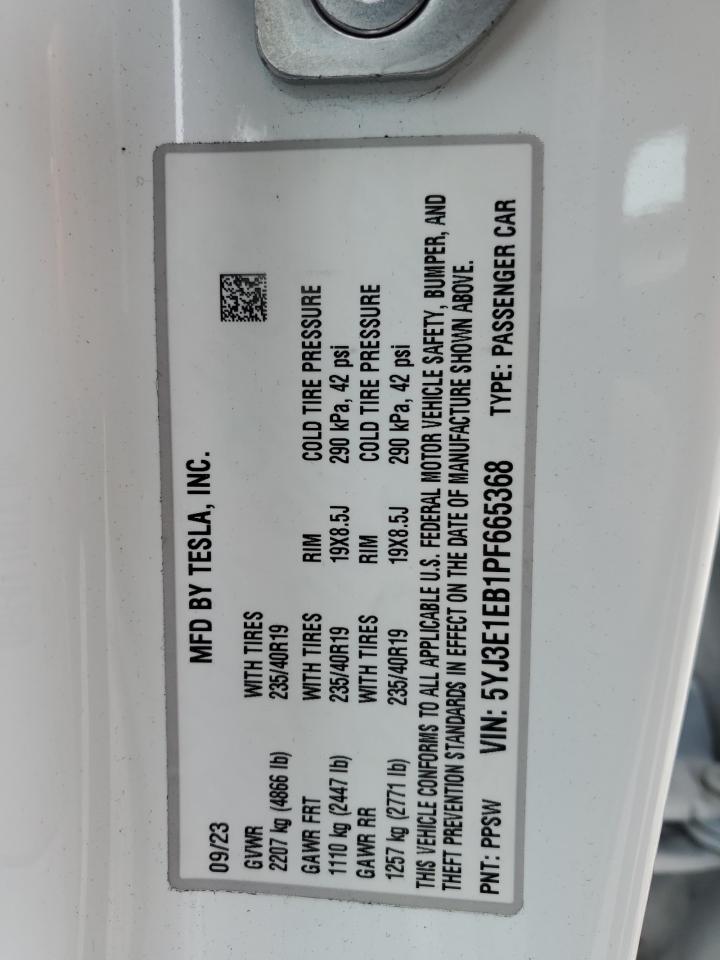 MFD BY TESLA, INC.
09/23
GVWR WITH TIRES
2207 kg (4866 lb) 235/40R19
GAWR FRT WITH TIRES RIM COLD TIRE PRESSURE
1110 kg (2447 lb) 235/40R19 19X8.5J 290 kPa, 42 psi
GAWR RR WITH TIRES RIM COLD TIRE PRESSURE
1257 kg (2771 lb) 235/40R19 19X8.5J 290 kPa, 42 psi
THIS VEHICLE CONFORMS TO ALL APPLICABLE U.S. FEDERAL MOTOR VEHICLE SAFETY, BUMPER, AND
THEFT PREVENTION STANDARDS IN EFFECT ON THE DATE OF MANUFACTURE SHOWN ABOVE.
PNT: PPSW VIN: 5YJ3E1EB1PF665368 TYPE: PASSENGER CAR